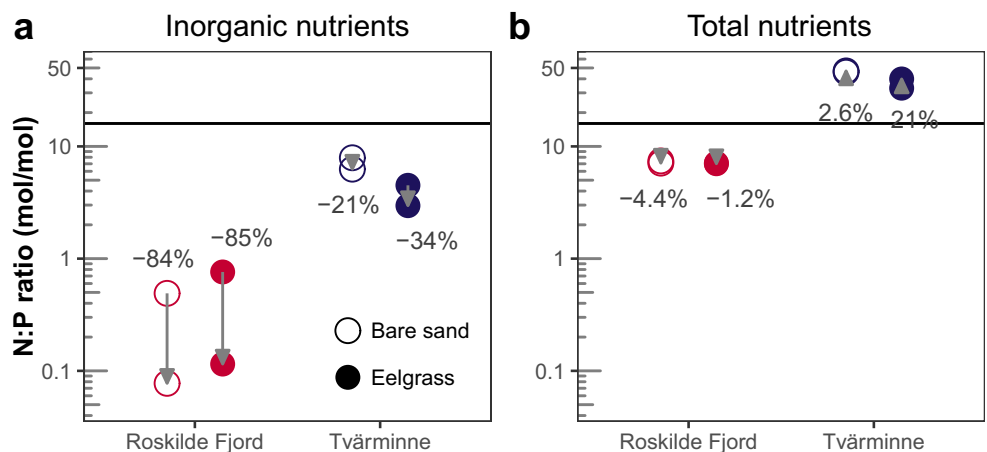 a Inorganic nutrients
b Total nutrients
N:P ratio (mol/mol)
50
10
1
0.1
−84%
−85%
−21%
−34%
Bare sand
Eelgrass
Roskilde Fjord
Tvärminne
50
10
1
0.1
2.6%
21%
−4.4%
−1.2%
Roskilde Fjord
Tvärminne